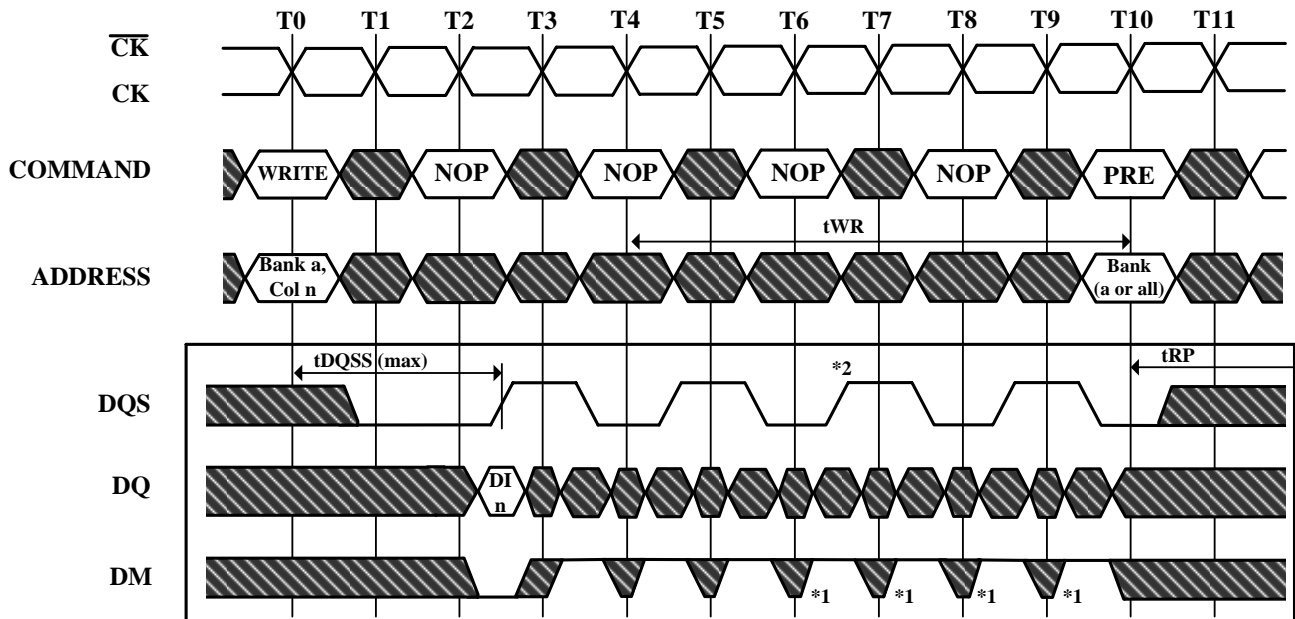 T0 T1 T2 T3 T4 T5 T6 T7 T8 T9 T10 T11
CK
CK
COMMAND WRITE NOP NOP NOP NOP PRE
tWR
ADDRESS Bank a, Col n Bank (a or all)
tDQSS (max) *2 tRP
DQS
DQ DI n
DM *1 *1 *1 *1